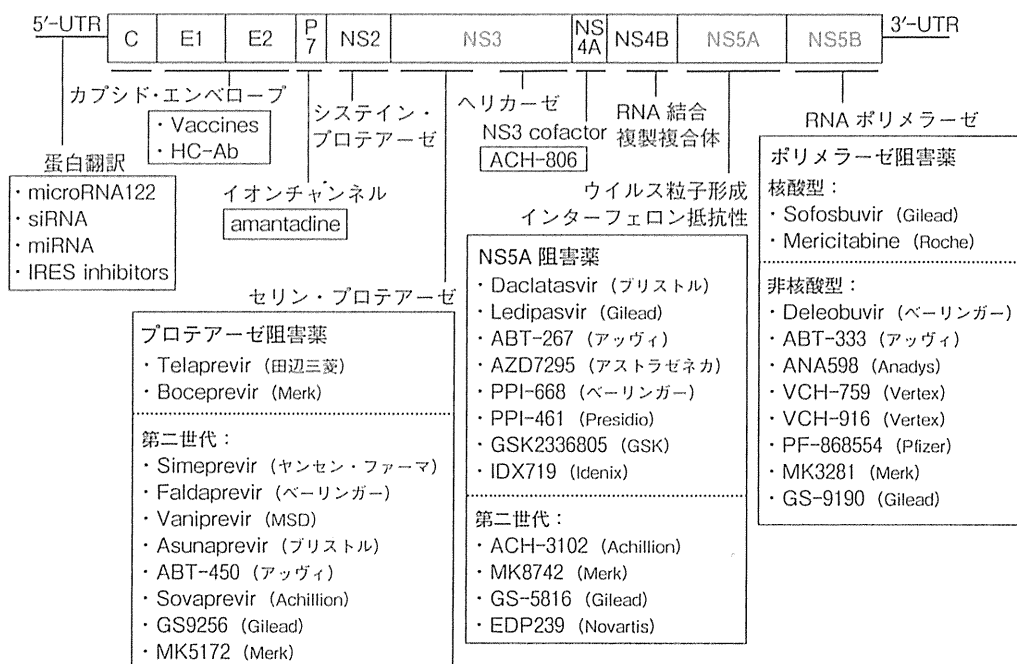 5′-UTR
C
E1
E2
P7
NS2
NS3
NS4A
NS4B
NS5A
NS5B
3′-UTR
カプシド・エンベロープ
・Vaccines
・HC-Ab
システイン・
プロテアーゼ
ヘリカーゼ
NS3 cofactor
ACH-806
RNA 結合
複製複合体
RNA ポリメラーゼ
蛋白翻訳
・microRNA122
・siRNA
・miRNA
・IRES inhibitors
イオンチャンネル
amantadine
ウイルス粒子形成
インターフェロン抵抗性
セリン・プロテアーゼ
プロテアーゼ阻害薬
・Telaprevir (田辺三菱)
・Boceprevir (Merk)
第二世代：
・Simeprevir (ヤンセン・ファーマ)
・Faldaprevir (ベーリンガー)
・Vaniprevir (MSD)
・Asunaprevir (ブリストル)
・ABT-450 (アッヴィ)
・Sovaprevir (Achillion)
・GS9256 (Gilead)
・MK5172 (Merk)
NS5A 阻害薬
・Daclatasvir (ブリストル)
・Ledipasvir (Gilead)
・ABT-267 (アッヴィ)
・AZD7295 (アストラゼネカ)
・PPI-668 (ベーリンガー)
・PPI-461 (Presidio)
・GSK2336805 (GSK)
・IDX719 (Idenix)
第二世代：
・ACH-3102 (Achillion)
・MK8742 (Merk)
・GS-5816 (Gilead)
・EDP239 (Novartis)
ポリメラーゼ阻害薬
核酸型：
・Sofosbuvir (Gilead)
・Mericitabine (Roche)
非核酸型：
・Deleobuvir (ベーリンガー)
・ABT-333 (アッヴィ)
・ANA598 (Anadys)
・VCH-759 (Vertex)
・VCH-916 (Vertex)
・PF-868554 (Pfizer)
・MK3281 (Merk)
・GS-9190 (Gilead)